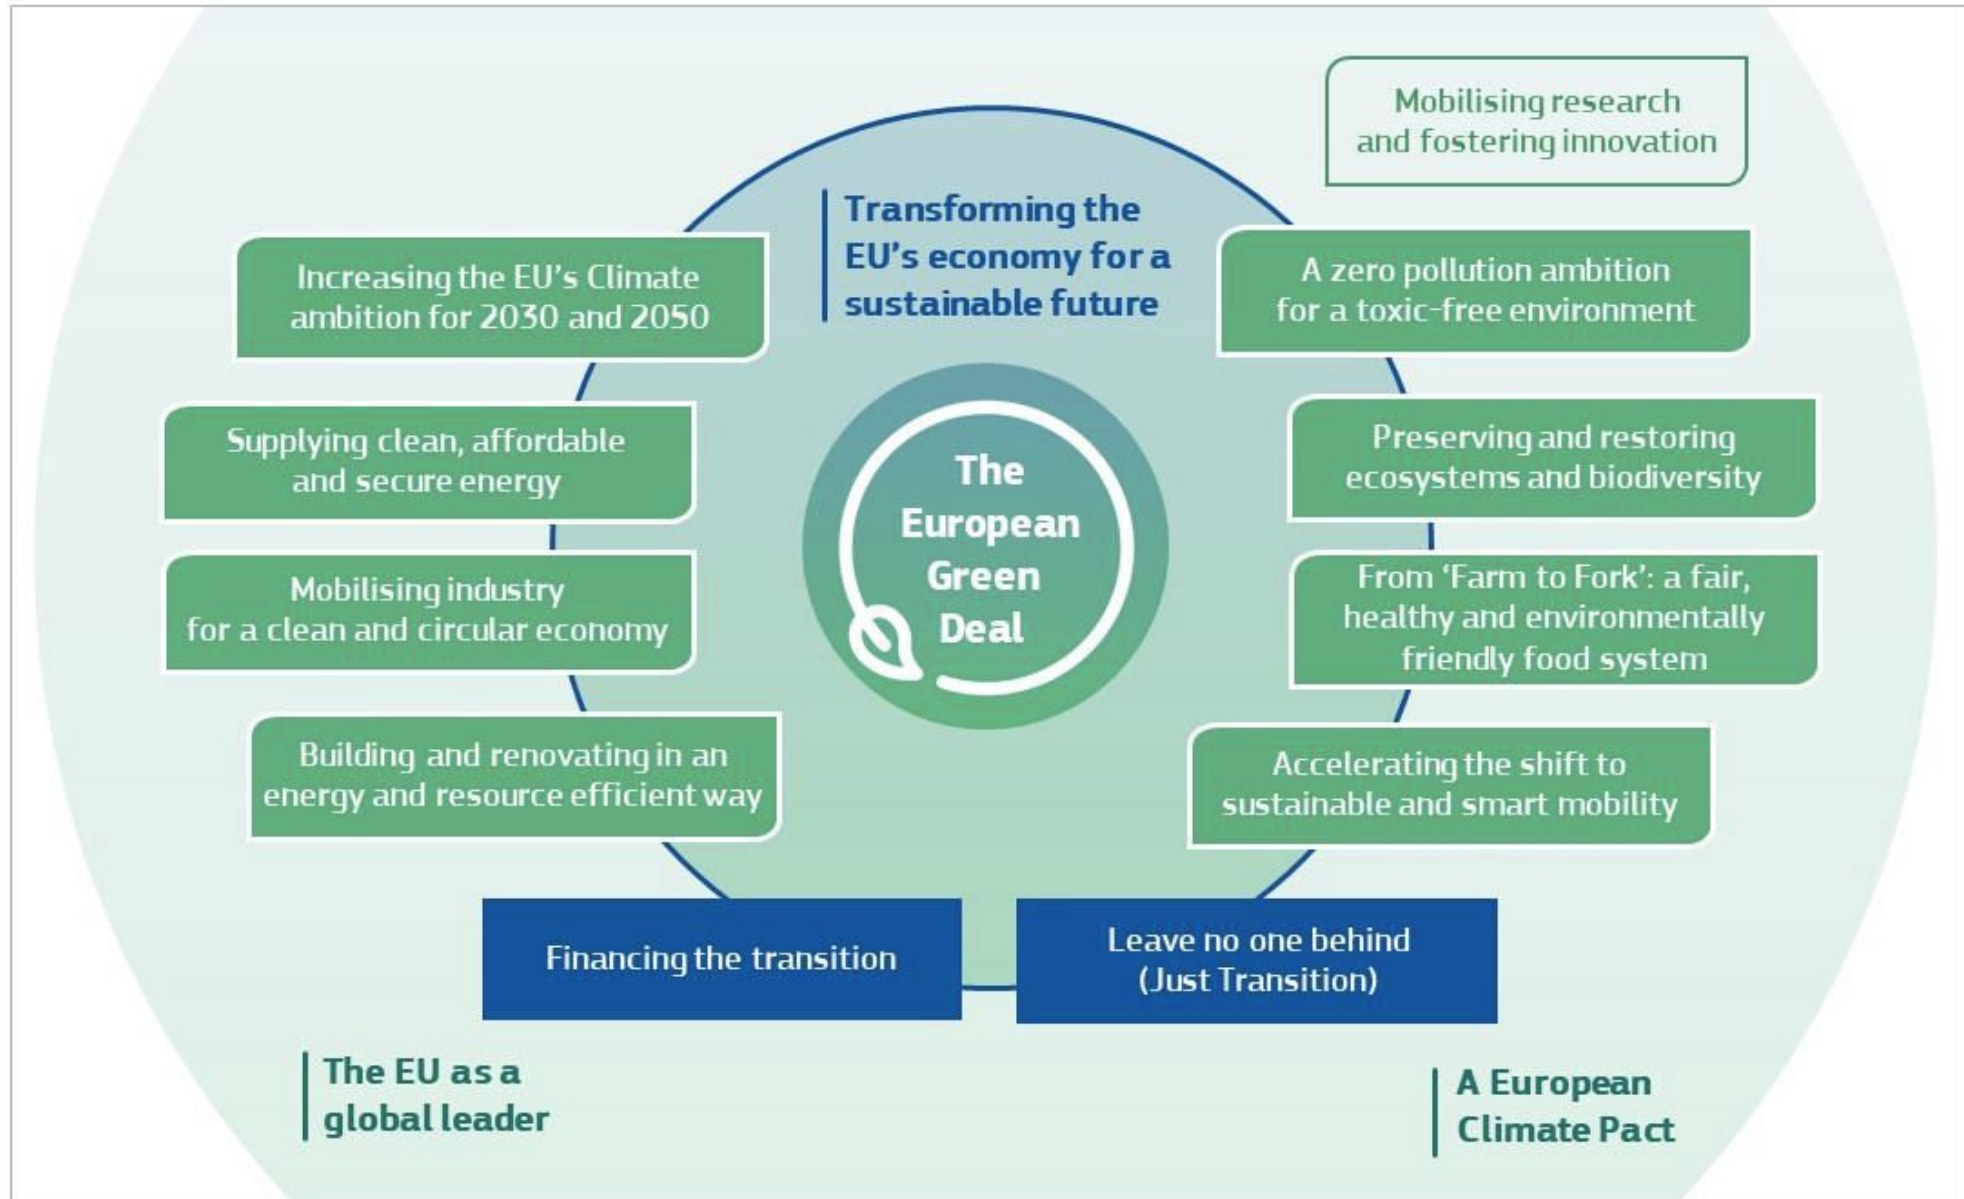 Mobilising research
and fostering innovation
Transforming the
EU's economy for a
sustainable future
Increasing the EU's Climate
ambition for 2030 and 2050
A zero pollution ambition
for a toxic-free environment
Supplying clean, affordable
and secure energy
Preserving and restoring
ecosystems and biodiversity
The
European
Green
Deal
Mobilising industry
for a clean and circular economy
From ‘Farm to Fork’: a fair,
healthy and environmentally
friendly food system
Building and renovating in an
energy and resource efficient way
Accelerating the shift to
sustainable and smart mobility
Financing the transition
Leave no one behind
(Just Transition)
The EU as a
global leader
A European
Climate Pact